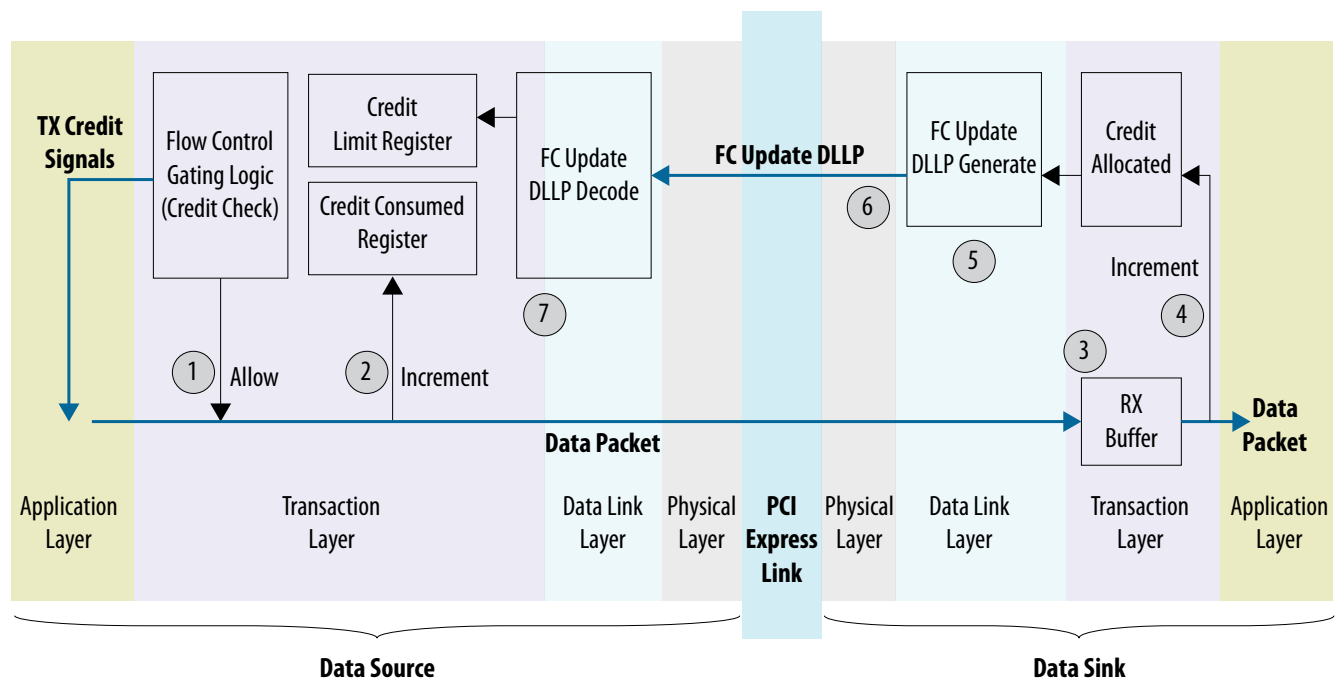 TX Credit
Signals
Flow Control
Gating Logic
(Credit Check)
Credit
Limit Register
Credit Consumed
Register
FC Update
DLLP Decode
FC Update DLLP
FC Update
DLLP Generate
Credit
Allocated
6
5
Increment
4
7
3
1
Allow
2
Increment
RX
Buffer
Data
Packet
Data Packet
Application
Layer
Transaction
Layer
Data Link
Layer
Physical
Layer
PCI
Express
Link
Physical
Layer
Data Link
Layer
Transaction
Layer
Application
Layer
Data Source
Data Sink